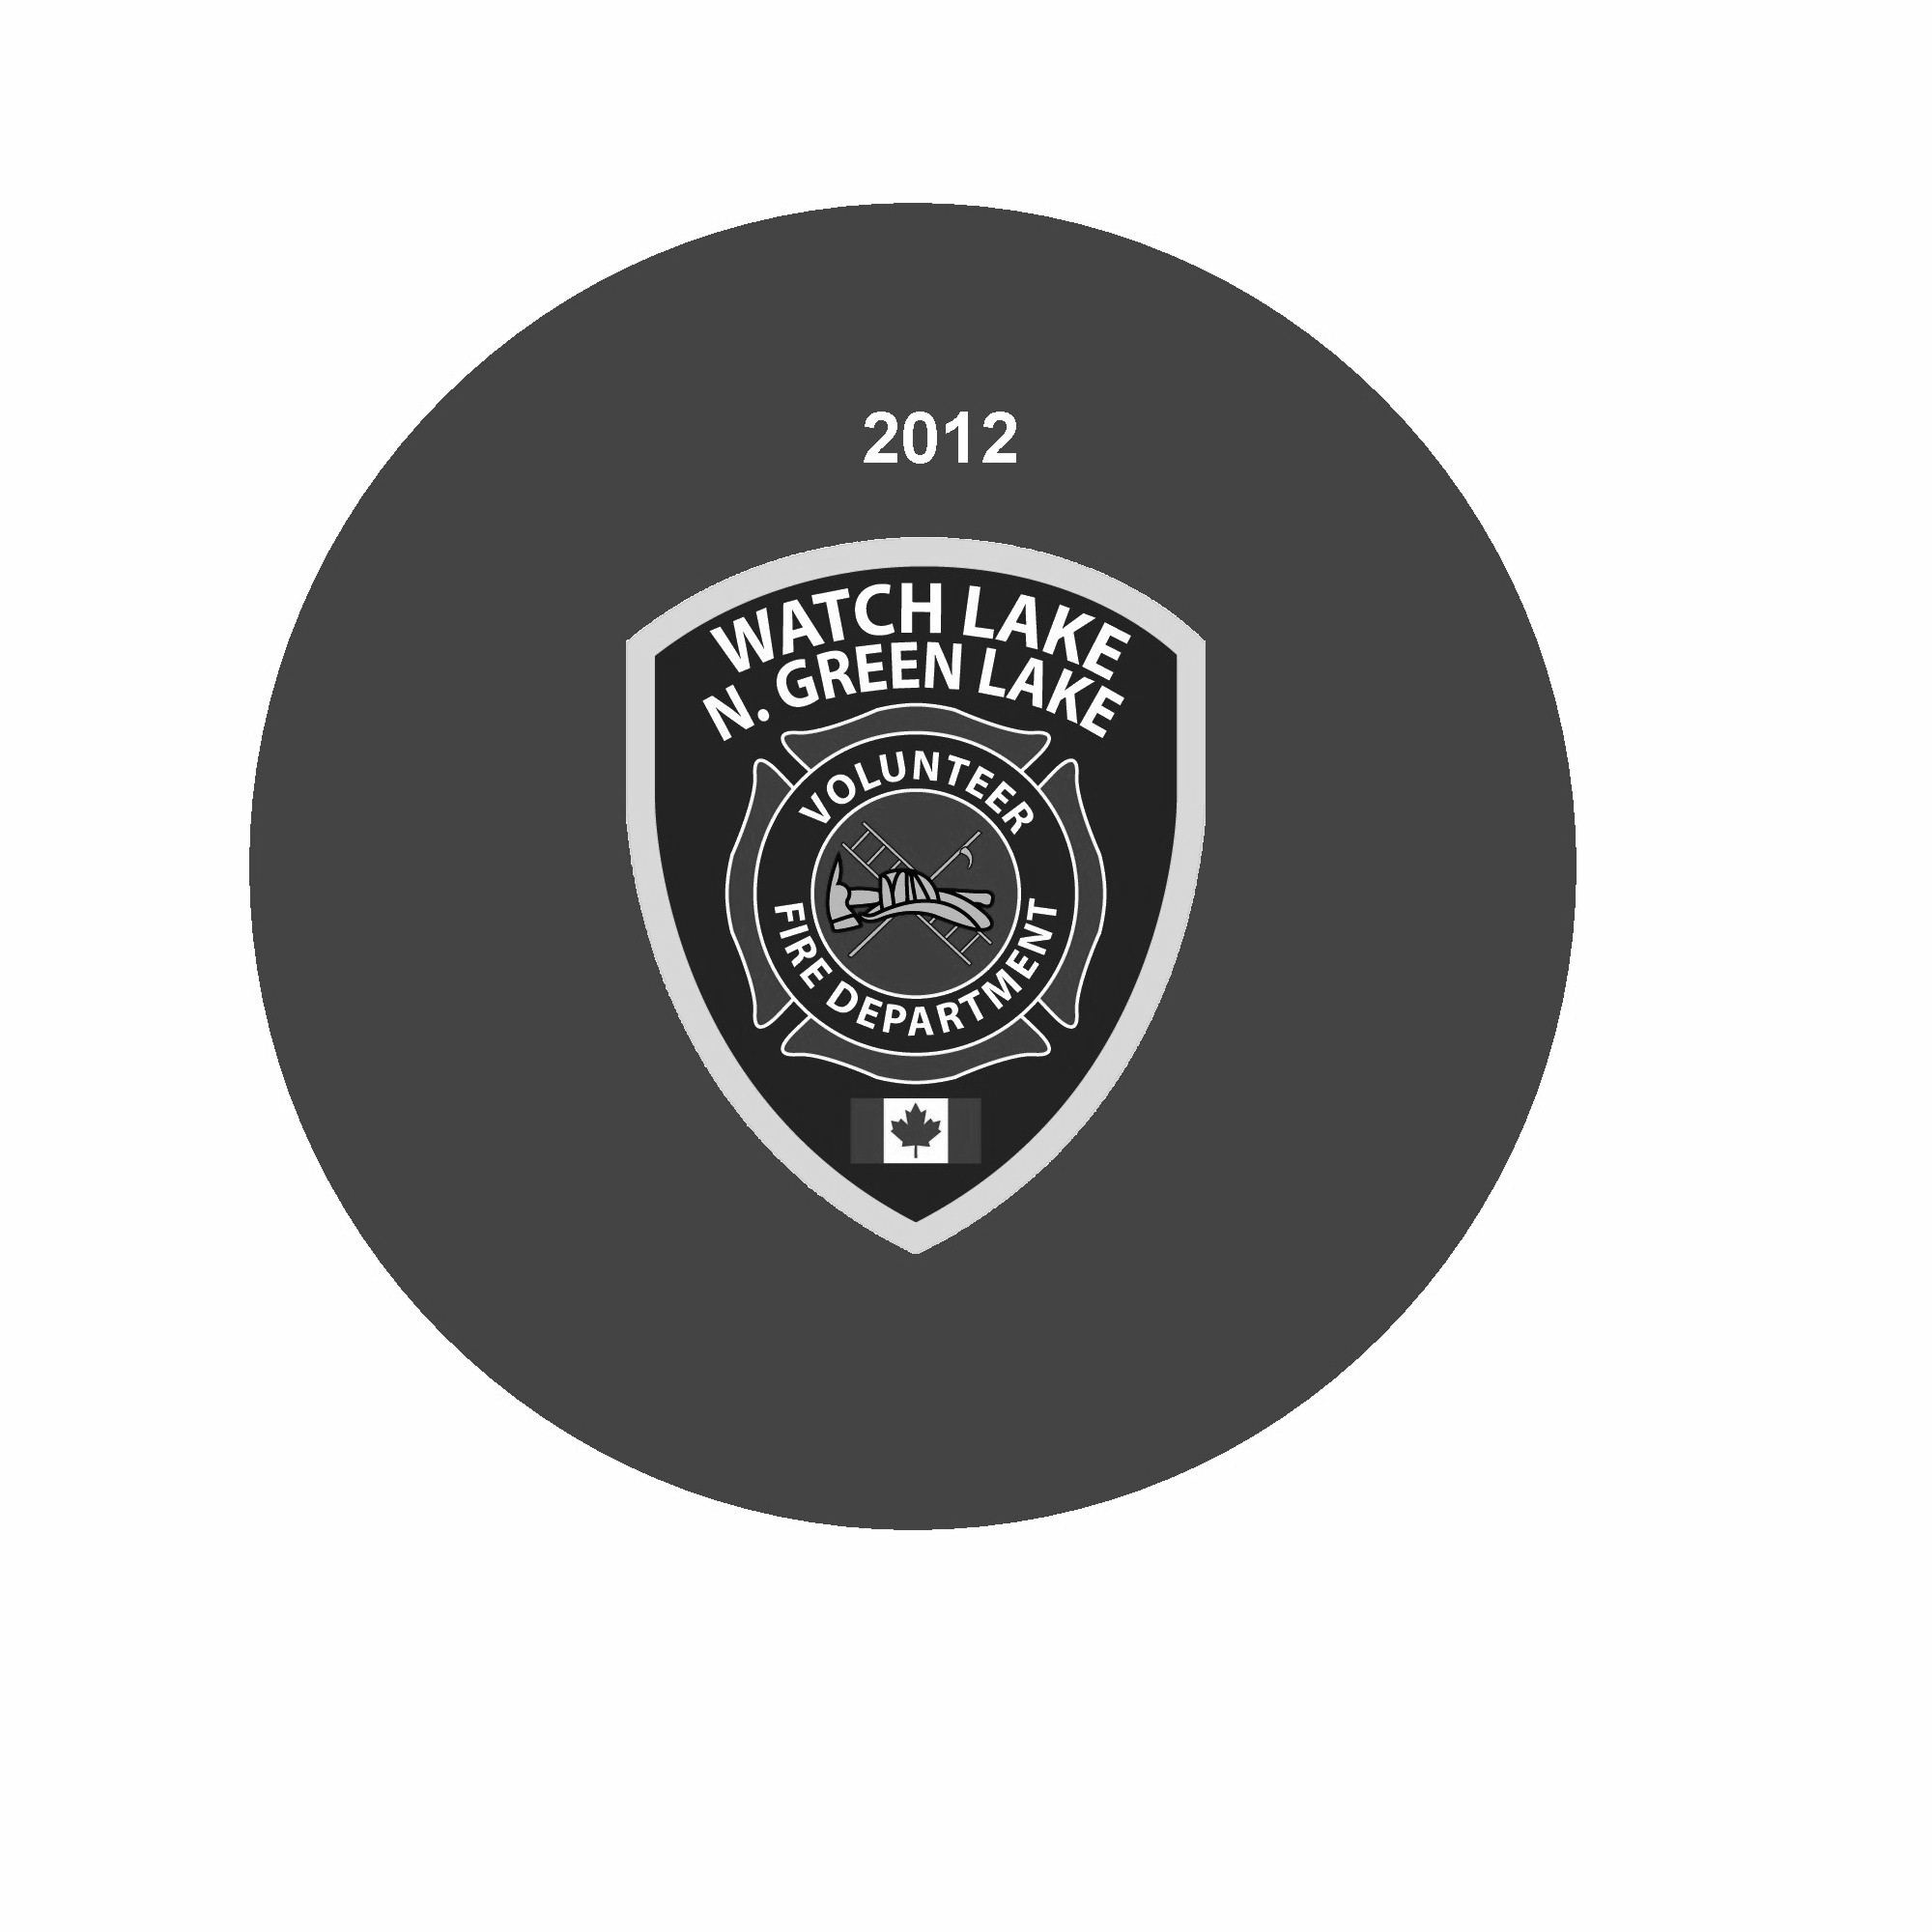 2012
WATCH LAKE
N. GREEN LAKE
VOLUNTEER
FIRE DEPARTMENT